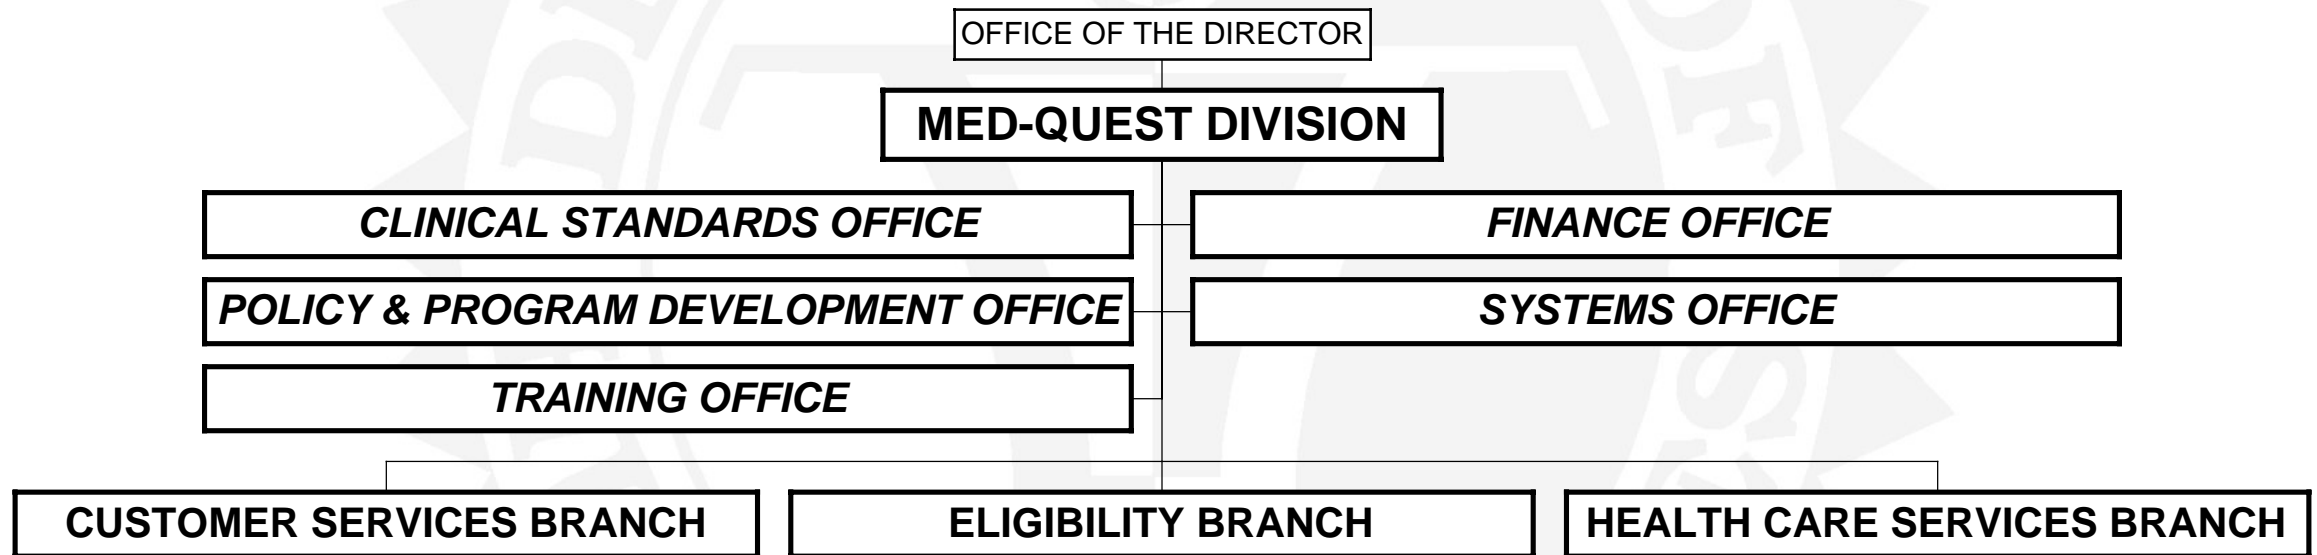 OFFICE OF THE DIRECTOR
MED-QUEST DIVISION
CLINICAL STANDARDS OFFICE
FINANCE OFFICE
POLICY & PROGRAM DEVELOPMENT OFFICE
SYSTEMS OFFICE
TRAINING OFFICE
CUSTOMER SERVICES BRANCH
ELIGIBILITY BRANCH
HEALTH CARE SERVICES BRANCH